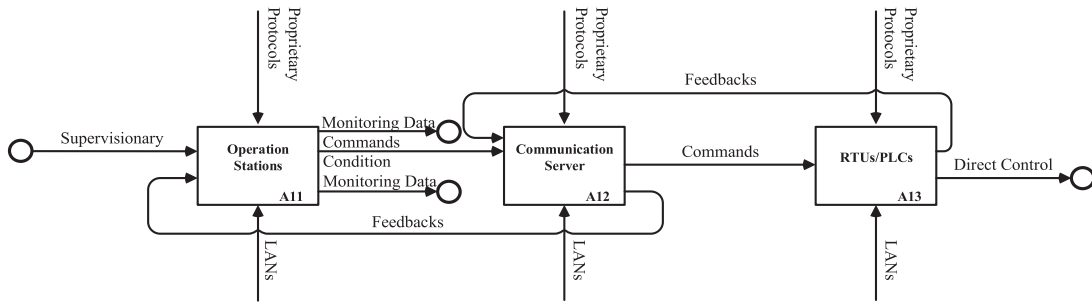 Proprietary
Protocols
Proprietary
Protocols
Proprietary
Protocols
Feedbacks
Supervisionary
Monitoring Data
Operation
Stations
A11
Commands
Condition
Monitoring Data
Communication
Server
A12
Commands
RTUs/PLCs
A13
Direct Control
Feedbacks
LANs
LANs
LANs